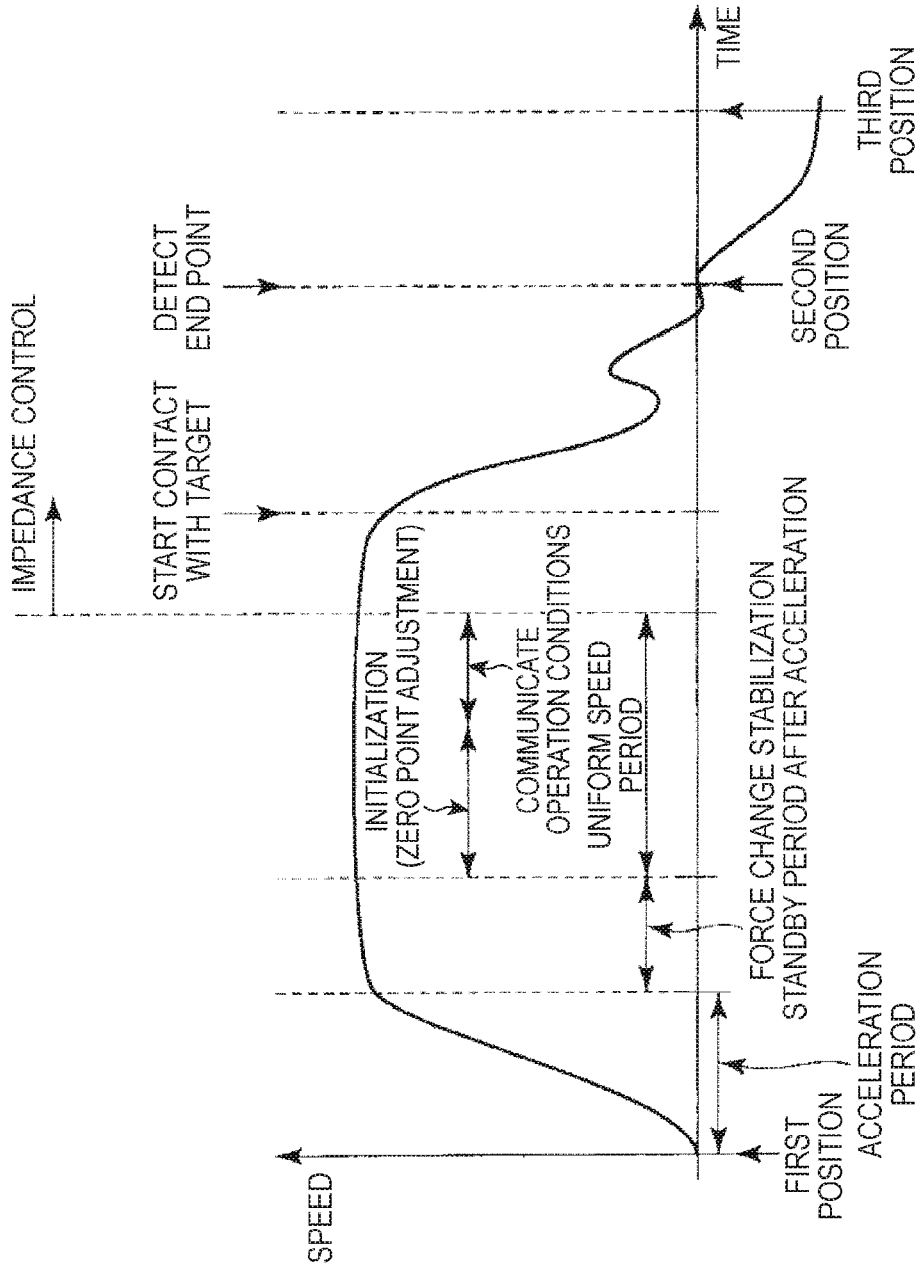 IMPEDANCE CONTROL
START CONTACT
WITH TARGET
DETECT
END POINT
SPEED
INITIALIZATION
(ZERO POINT ADJUSTMENT)
COMMUNICATE
OPERATION CONDITIONS
UNIFORM SPEED
PERIOD
TIME
FIRST
POSITION
ACCELERATION
PERIOD
FORCE CHANGE STABILIZATION
STANDBY PERIOD AFTER ACCELERATION
SECOND
POSITION
THIRD
POSITION